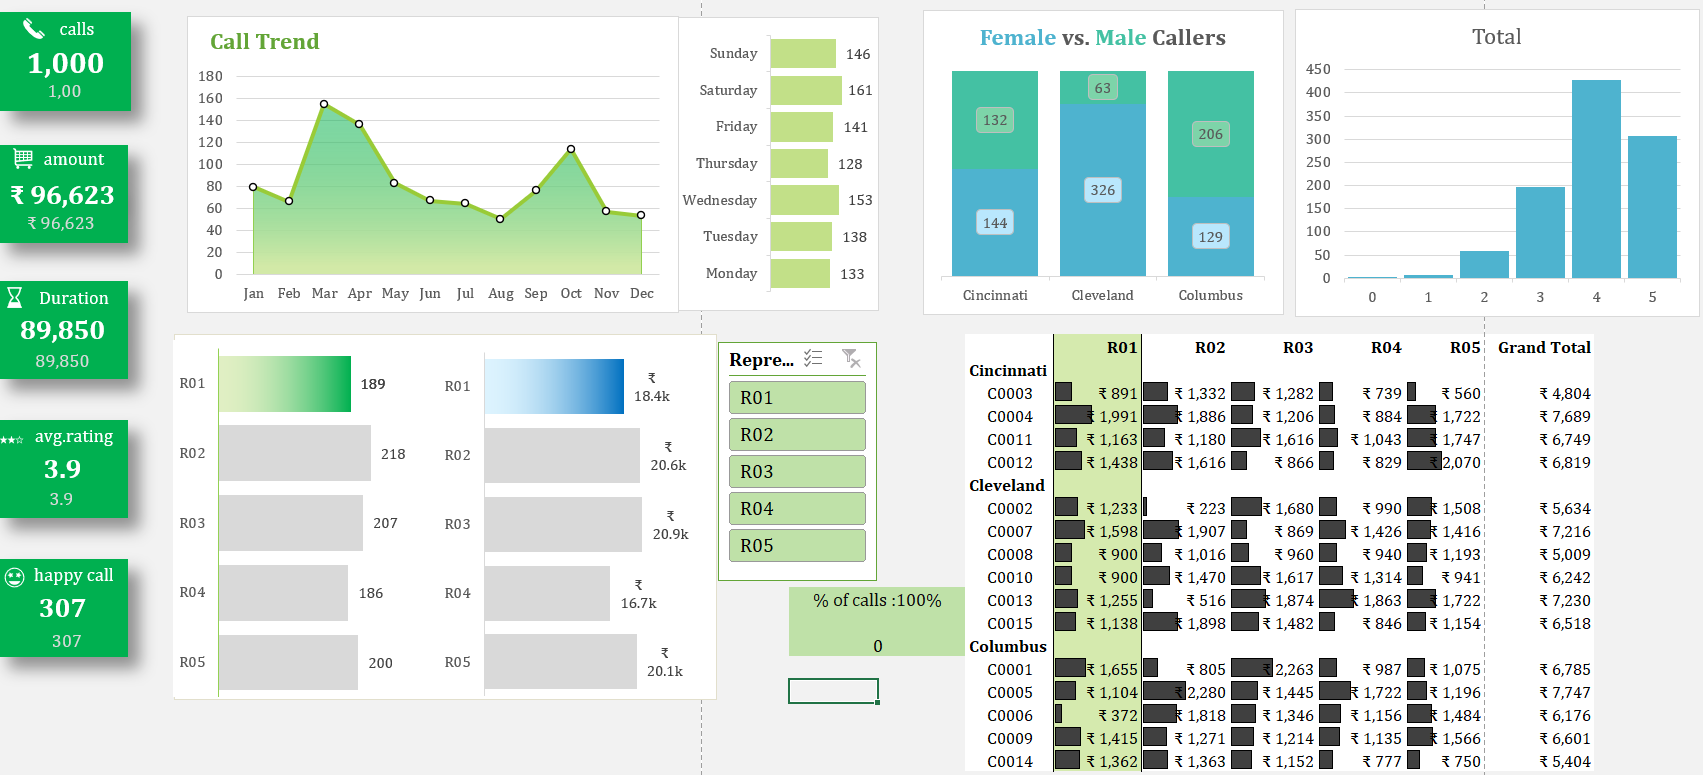 calls
1,000
1,00
amount
₹ 96,623
₹ 96,623
Duration
89,850
89,850
avg.rating
3.9
3.9
happy call
307
307
Call Trend
180
160
140
120
100
80
60
40
20
0
Jan Feb Mar Apr May Jun Jul Aug Sep Oct Nov Dec
Sunday 146
Saturday 161
Friday 141
Thursday 128
Wednesday 153
Tuesday 138
Monday 133
Female vs. Male Callers
132 63 206
144 326 129
Cincinnati Cleveland Columbus
Total
450
400
350
300
250
200
150
100
50
0
0 1 2 3 4 5
R01 189
R02 218
R03 207
R04 186
R05 200
R01 ₹ 18.4k
R02 ₹ 20.6k
R03 ₹ 20.9k
R04 ₹ 16.7k
R05 ₹ 20.1k
Repre...
R01
R02
R03
R04
R05
% of calls :100%
0
R01 R02 R03 R04 R05 Grand Total
Cincinnati
C0003 ₹ 891 ₹ 1,332 ₹ 1,282 ₹ 739 ₹ 560 ₹ 4,804
C0004 ₹ 1,991 ₹ 1,886 ₹ 1,206 ₹ 884 ₹ 1,722 ₹ 7,689
C0011 ₹ 1,163 ₹ 1,180 ₹ 1,616 ₹ 1,043 ₹ 1,747 ₹ 6,749
C0012 ₹ 1,438 ₹ 1,616 ₹ 866 ₹ 829 ₹ 2,070 ₹ 6,819
Cleveland
C0002 ₹ 1,233 ₹ 223 ₹ 1,680 ₹ 990 ₹ 1,508 ₹ 5,634
C0007 ₹ 1,598 ₹ 1,907 ₹ 869 ₹ 1,426 ₹ 1,416 ₹ 7,216
C0008 ₹ 900 ₹ 1,016 ₹ 960 ₹ 940 ₹ 1,193 ₹ 5,009
C0010 ₹ 900 ₹ 1,470 ₹ 1,617 ₹ 1,314 ₹ 941 ₹ 6,242
C0013 ₹ 1,255 ₹ 516 ₹ 1,874 ₹ 1,863 ₹ 1,722 ₹ 7,230
C0015 ₹ 1,138 ₹ 1,898 ₹ 1,482 ₹ 846 ₹ 1,154 ₹ 6,518
Columbus
C0001 ₹ 1,655 ₹ 805 ₹ 2,263 ₹ 987 ₹ 1,075 ₹ 6,785
C0005 ₹ 1,104 ₹ 2,280 ₹ 1,445 ₹ 1,722 ₹ 1,196 ₹ 7,747
C0006 ₹ 372 ₹ 1,818 ₹ 1,346 ₹ 1,156 ₹ 1,484 ₹ 6,176
C0009 ₹ 1,415 ₹ 1,271 ₹ 1,214 ₹ 1,135 ₹ 1,566 ₹ 6,601
C0014 ₹ 1,362 ₹ 1,363 ₹ 1,152 ₹ 777 ₹ 750 ₹ 5,404